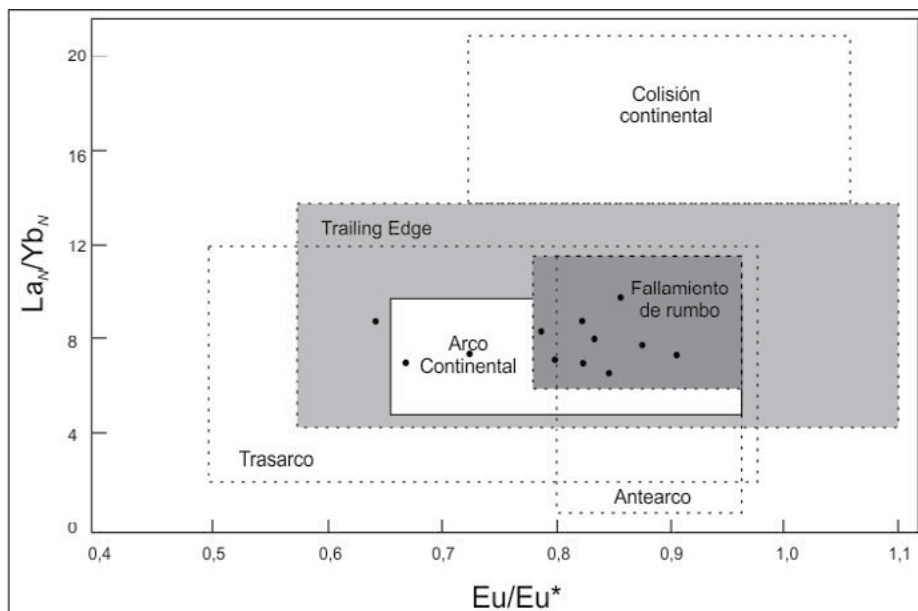 20
16
12
8
4
0
La_N/Yb_N
Colisión
continental
Trailing Edge
Fallamiento
de rumbo
Arco
Continental
Trasarco
Antearco
0,4
0,5
0,6
0,7
0,8
0,9
1,0
1,1
Eu/Eu*